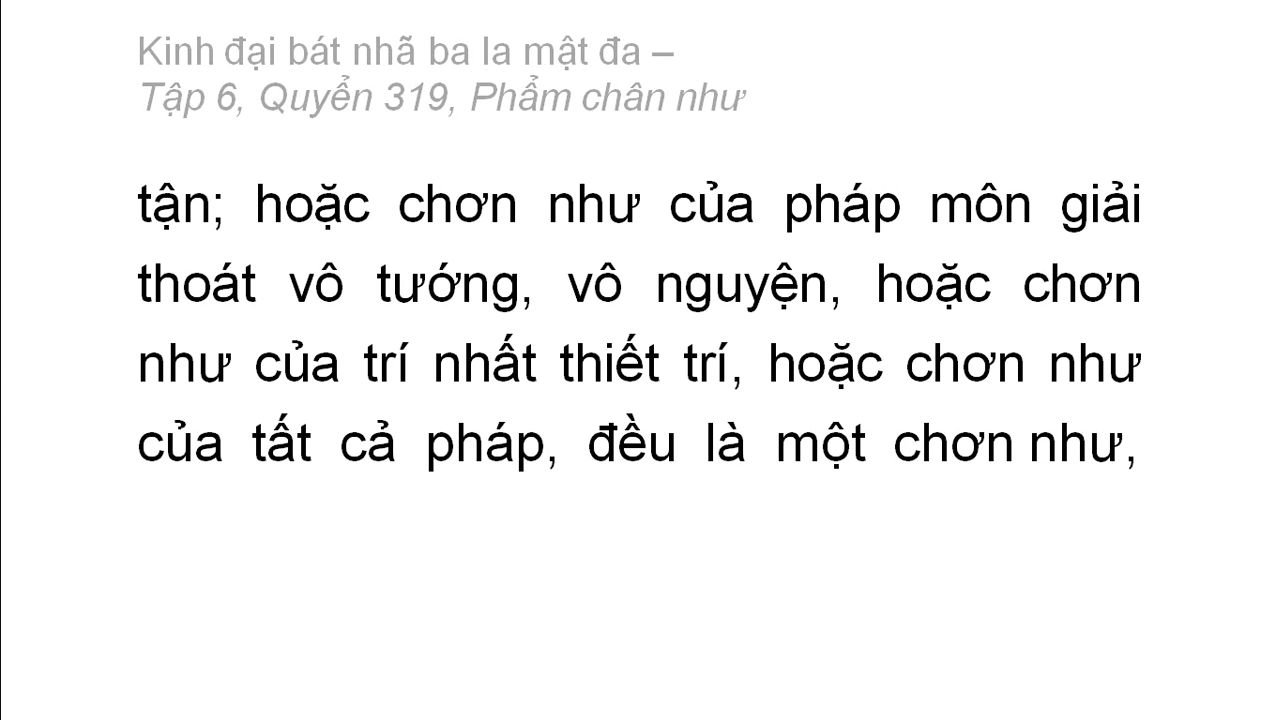 Kinh đại bát nhã ba la mật đa –
Tập 6, Quyển 319, Phẩm chân như
tận; hoặc chơn như của pháp môn giải
thoát vô tướng, vô nguyện, hoặc chơn
như của trí nhất thiết trí, hoặc chơn như
của tất cả pháp, đều là một chơn như,